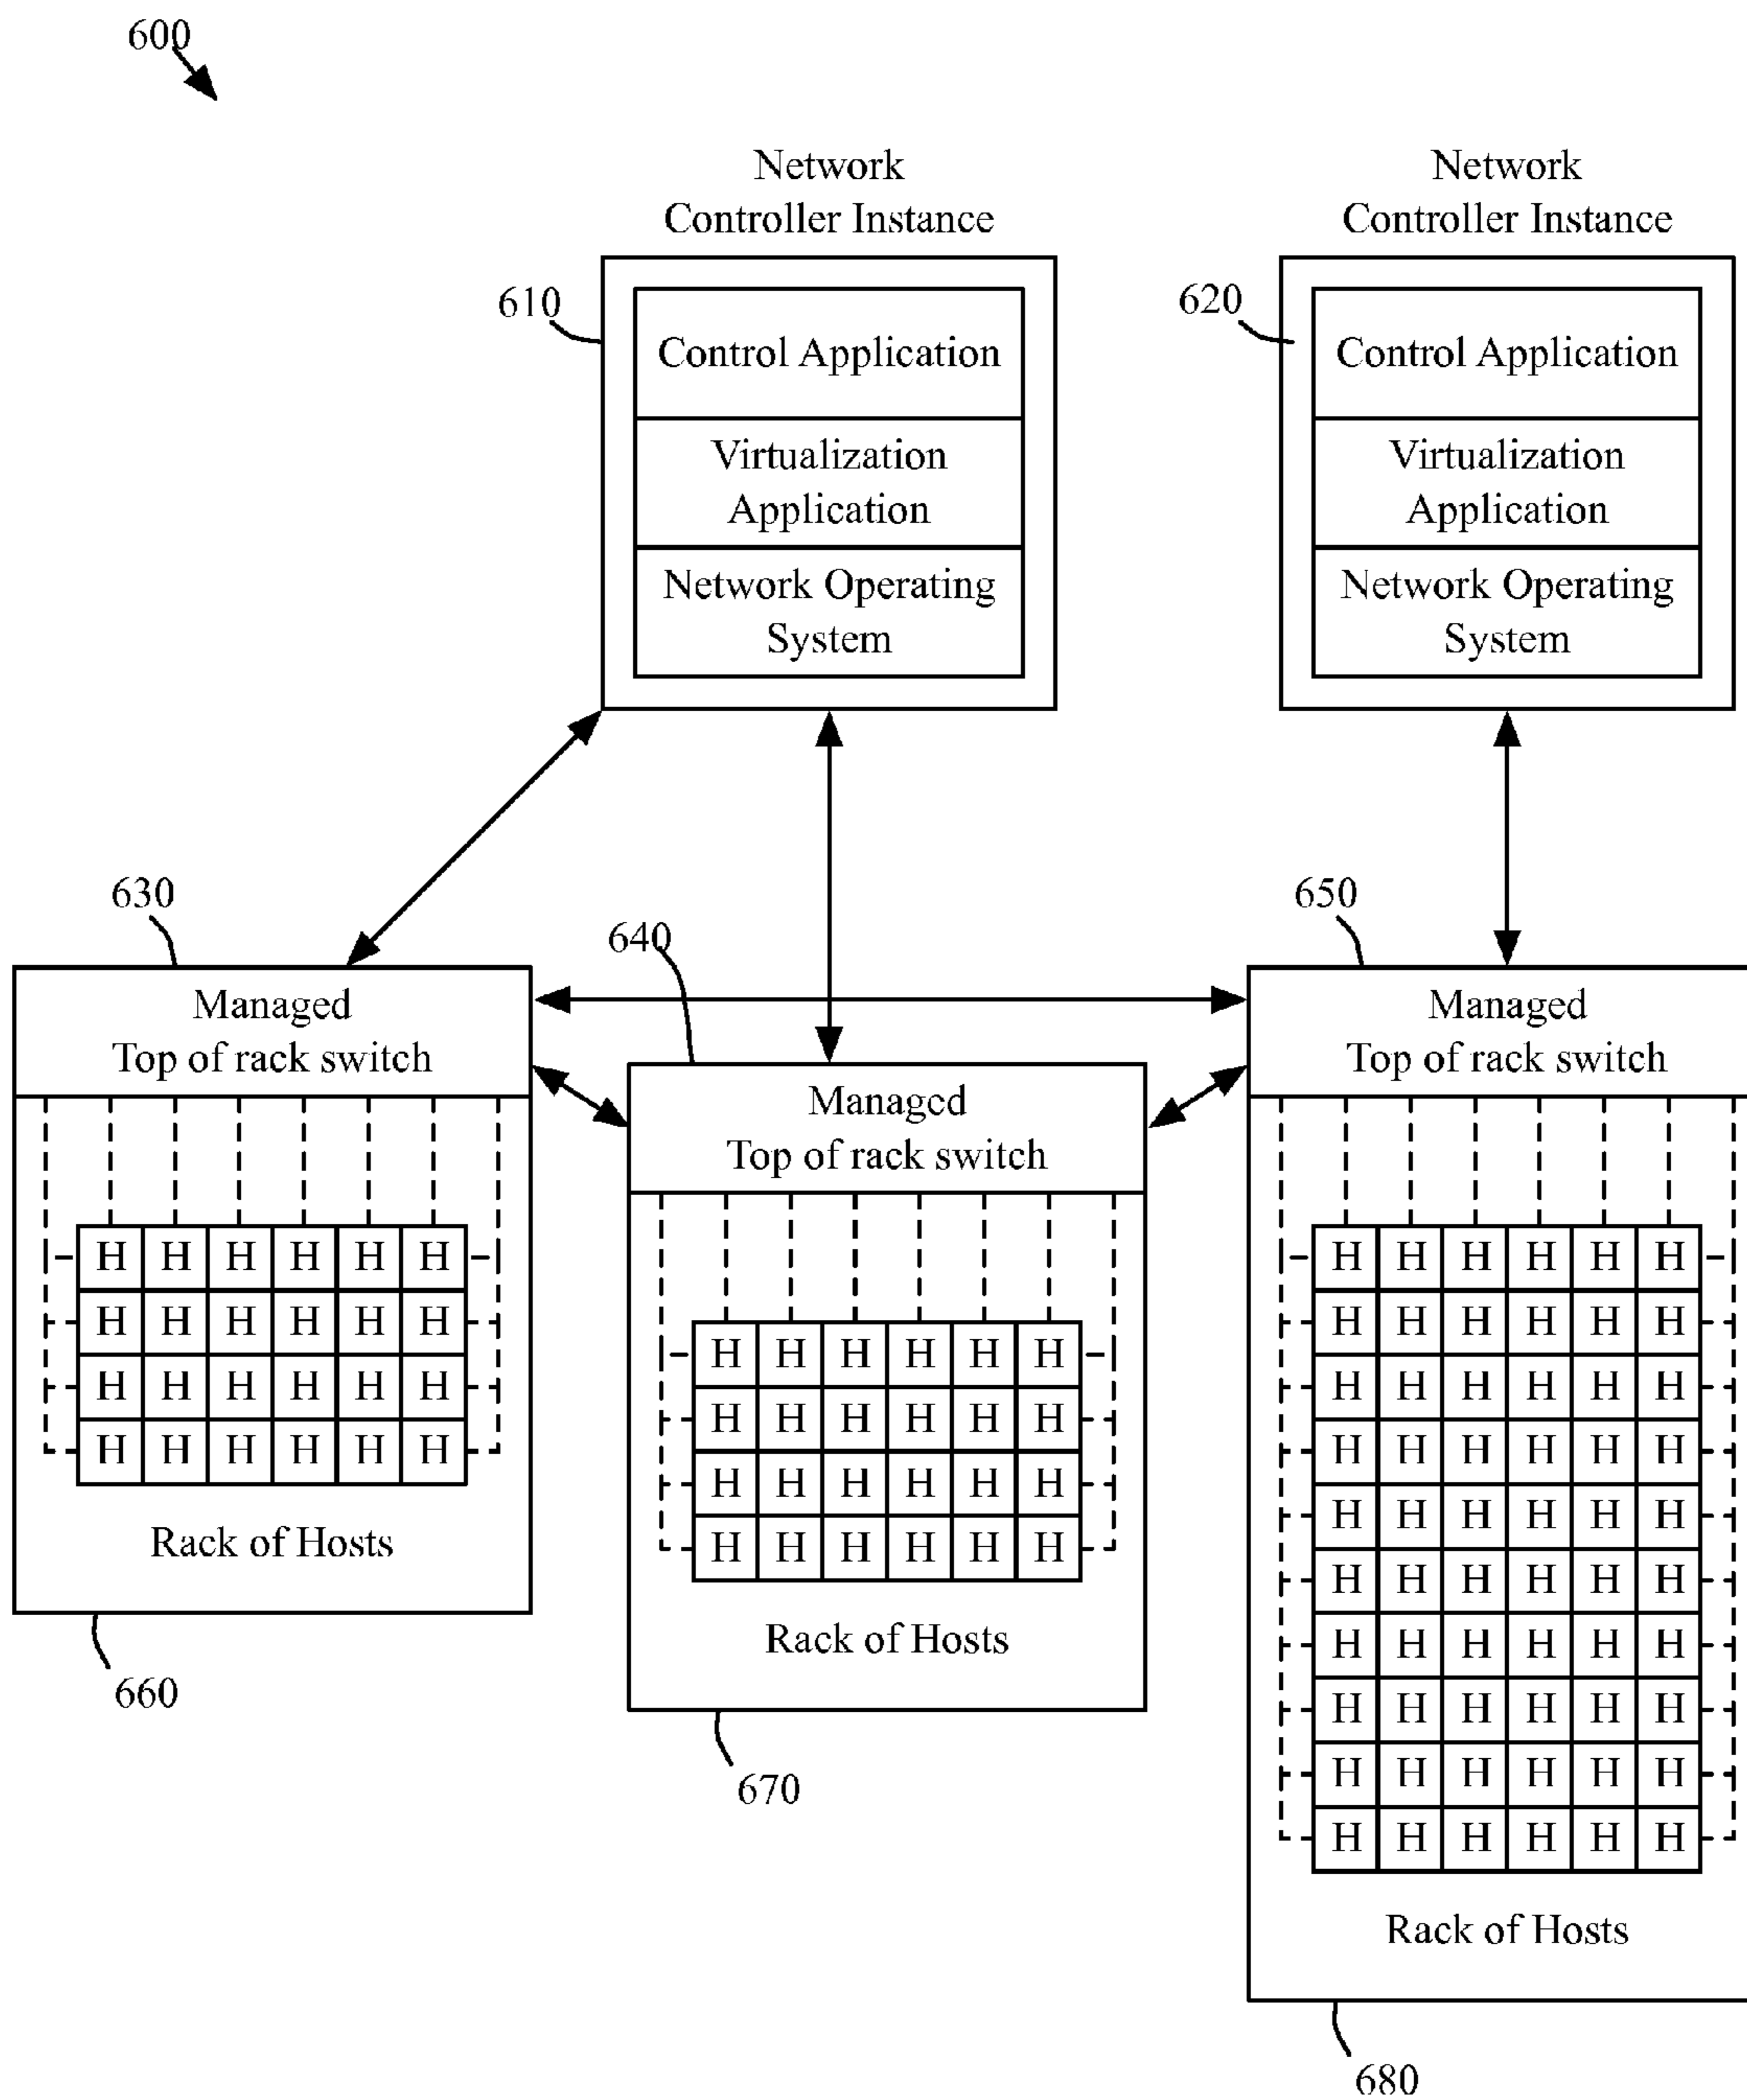 600
Network
Controller Instance
Network
Controller Instance
610
Control Application
Virtualization
Application
Network Operating
System
620
Control Application
Virtualization
Application
Network Operating
System
630
Managed
Top of rack switch
H H H H H H
H H H H H H
H H H H H H
H H H H H H
Rack of Hosts
660
640
Managed
Top of rack switch
H H H H H H
H H H H H H
H H H H H H
H H H H H H
Rack of Hosts
670
650
Managed
Top of rack switch
H H H H H H
H H H H H H
H H H H H H
H H H H H H
H H H H H H
H H H H H H
H H H H H H
H H H H H H
H H H H H H
H H H H H H
Rack of Hosts
680